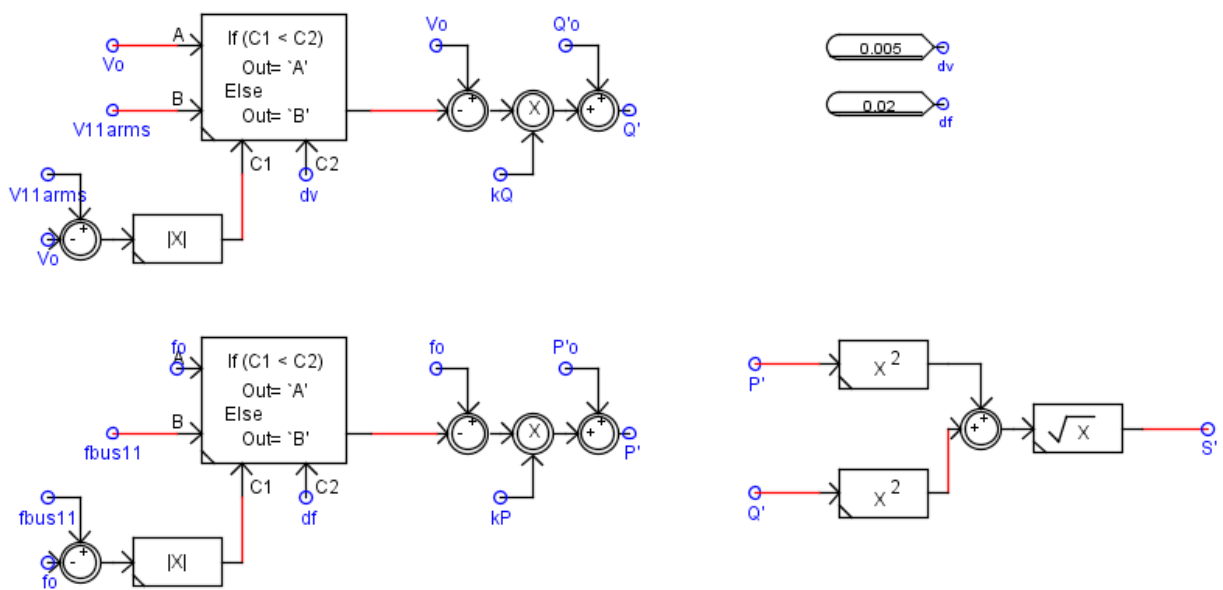 Vo
A
If (C1 < C2)
Out= `A'
Else
Out= `B'
B
V11arms
C1
C2
dv
Vo
-
+
X
kQ
Q'o
+
+
Q'
V11arms
+
-
Vo
|X|
0.005
dv
0.02
df
fo
A
If (C1 < C2)
Out= `A'
Else
Out= `B'
B
fbus11
C1
C2
df
fo
-
+
X
kP
P'o
+
+
P'
fbus11
+
-
fo
|X|
P'
X 2
+
+
√X
S'
Q'
X 2